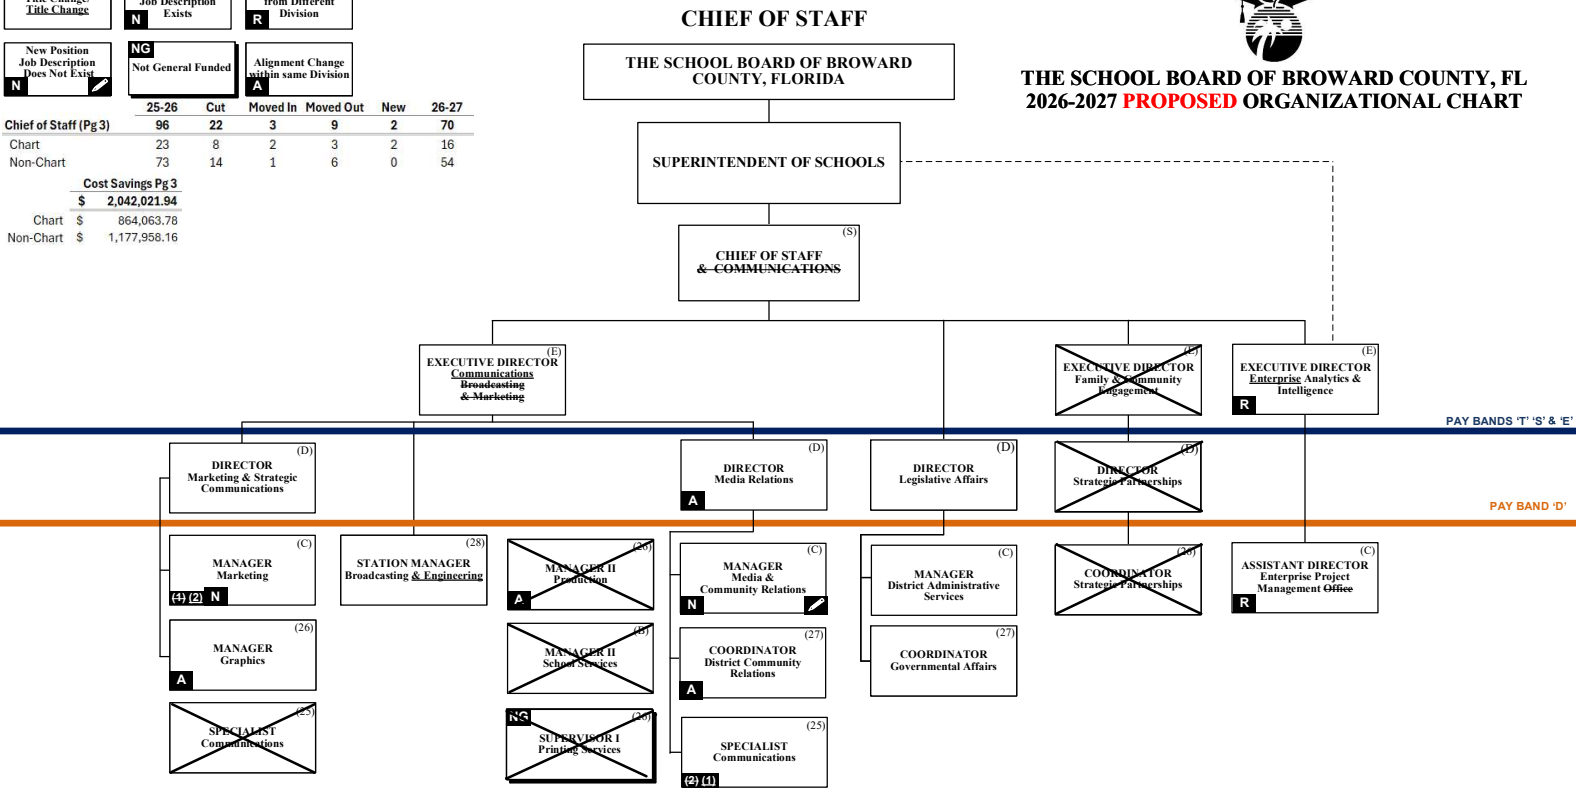 Title Change/
Title Change
Job Description
Exists
N
from Different
Division
R
New Position
Job Description
Does Not Exist
N
NG
Not General Funded
Alignment Change
within same Division
A
25-26 Cut Moved In Moved Out New 26-27
Chief of Staff (Pg 3) 96 22 3 9 2 70
Chart 23 8 2 3 2 16
Non-Chart 73 14 1 6 0 54
Cost Savings Pg 3
$ 2,042,021.94
Chart $ 864,063.78
Non-Chart $ 1,177,958.16
CHIEF OF STAFF
THE SCHOOL BOARD OF BROWARD COUNTY, FL
2026-2027 PROPOSED ORGANIZATIONAL CHART
THE SCHOOL BOARD OF BROWARD
COUNTY, FLORIDA
SUPERINTENDENT OF SCHOOLS
(S)
CHIEF OF STAFF
& COMMUNICATIONS
(E)
EXECUTIVE DIRECTOR
Communications
Broadcasting
& Marketing
(E)
EXECUTIVE DIRECTOR
Family & Community
Engagement
(E)
EXECUTIVE DIRECTOR
Enterprise Analytics &
Intelligence
R
PAY BANDS ‘T’ ‘S’ & ‘E’
(D)
DIRECTOR
Marketing & Strategic
Communications
(D)
DIRECTOR
Media Relations
A
(D)
DIRECTOR
Legislative Affairs
(D)
DIRECTOR
Strategic Partnerships
PAY BAND ‘D’
(C)
MANAGER
Marketing
(1) (2) N
(28)
STATION MANAGER
Broadcasting & Engineering
(26)
MANAGER II
Production
A
(C)
MANAGER
Media &
Community Relations
N
(C)
MANAGER
District Administrative
Services
(26)
COORDINATOR
Strategic Partnerships
(C)
ASSISTANT DIRECTOR
Enterprise Project
Management Office
R
(26)
MANAGER
Graphics
A
(B)
MANAGER II
School Services
(27)
COORDINATOR
District Community
Relations
A
(27)
COORDINATOR
Governmental Affairs
(25)
SPECIALIST
Communications
NG
(26)
SUPERVISOR I
Printing Services
(25)
SPECIALIST
Communications
(2) (1)